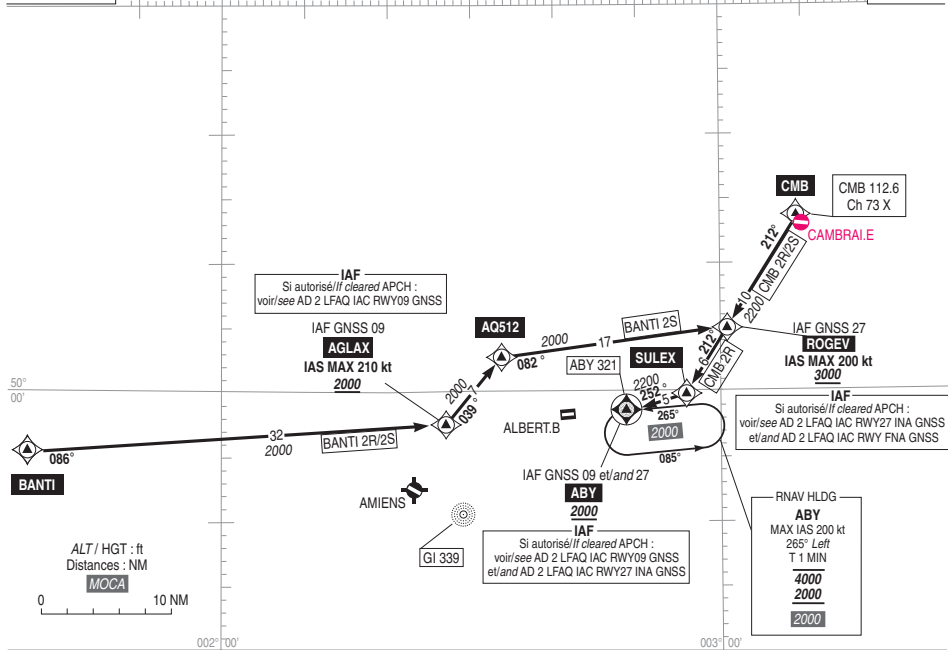 CMB
CMB 112.6
Ch 73 X
CAMBRAI.E
212°
CMB 2R/2S
10
2200
IAF
Si autorisé/If cleared APCH :
voir/see AD 2 LFAQ IAC RWY09 GNSS
IAF GNSS 09
AGLAX
IAS MAX 210 kt
2000
AQ512
2000
17
BANTI 2S
082°
ABY 321
SULEX
212°
6
CMB 2R
IAF GNSS 27
ROGEV
IAS MAX 200 kt
3000
IAF
Si autorisé/If cleared APCH :
voir/see AD 2 LFAQ IAC RWY27 INA GNSS
et/and AD 2 LFAQ IAC RWY FNA GNSS
50°
00'
2000
7
039°
2200
252°
5
265°
2000
085°
ALBERT.B
086°
32
2000
BANTI 2R/2S
BANTI
AMIENS
GI 339
IAF GNSS 09 et/and 27
ABY
2000
IAF
Si autorisé/If cleared APCH :
voir/see AD 2 LFAQ IAC RWY09 GNSS
et/and AD 2 LFAQ IAC RWY27 INA GNSS
RNAV HLDG
ABY
MAX IAS 200 kt
265° Left
T 1 MIN
4000
2000
2000
ALT / HGT : ft
Distances : NM
MOCA
0 10 NM
002° 00'
003° 00'